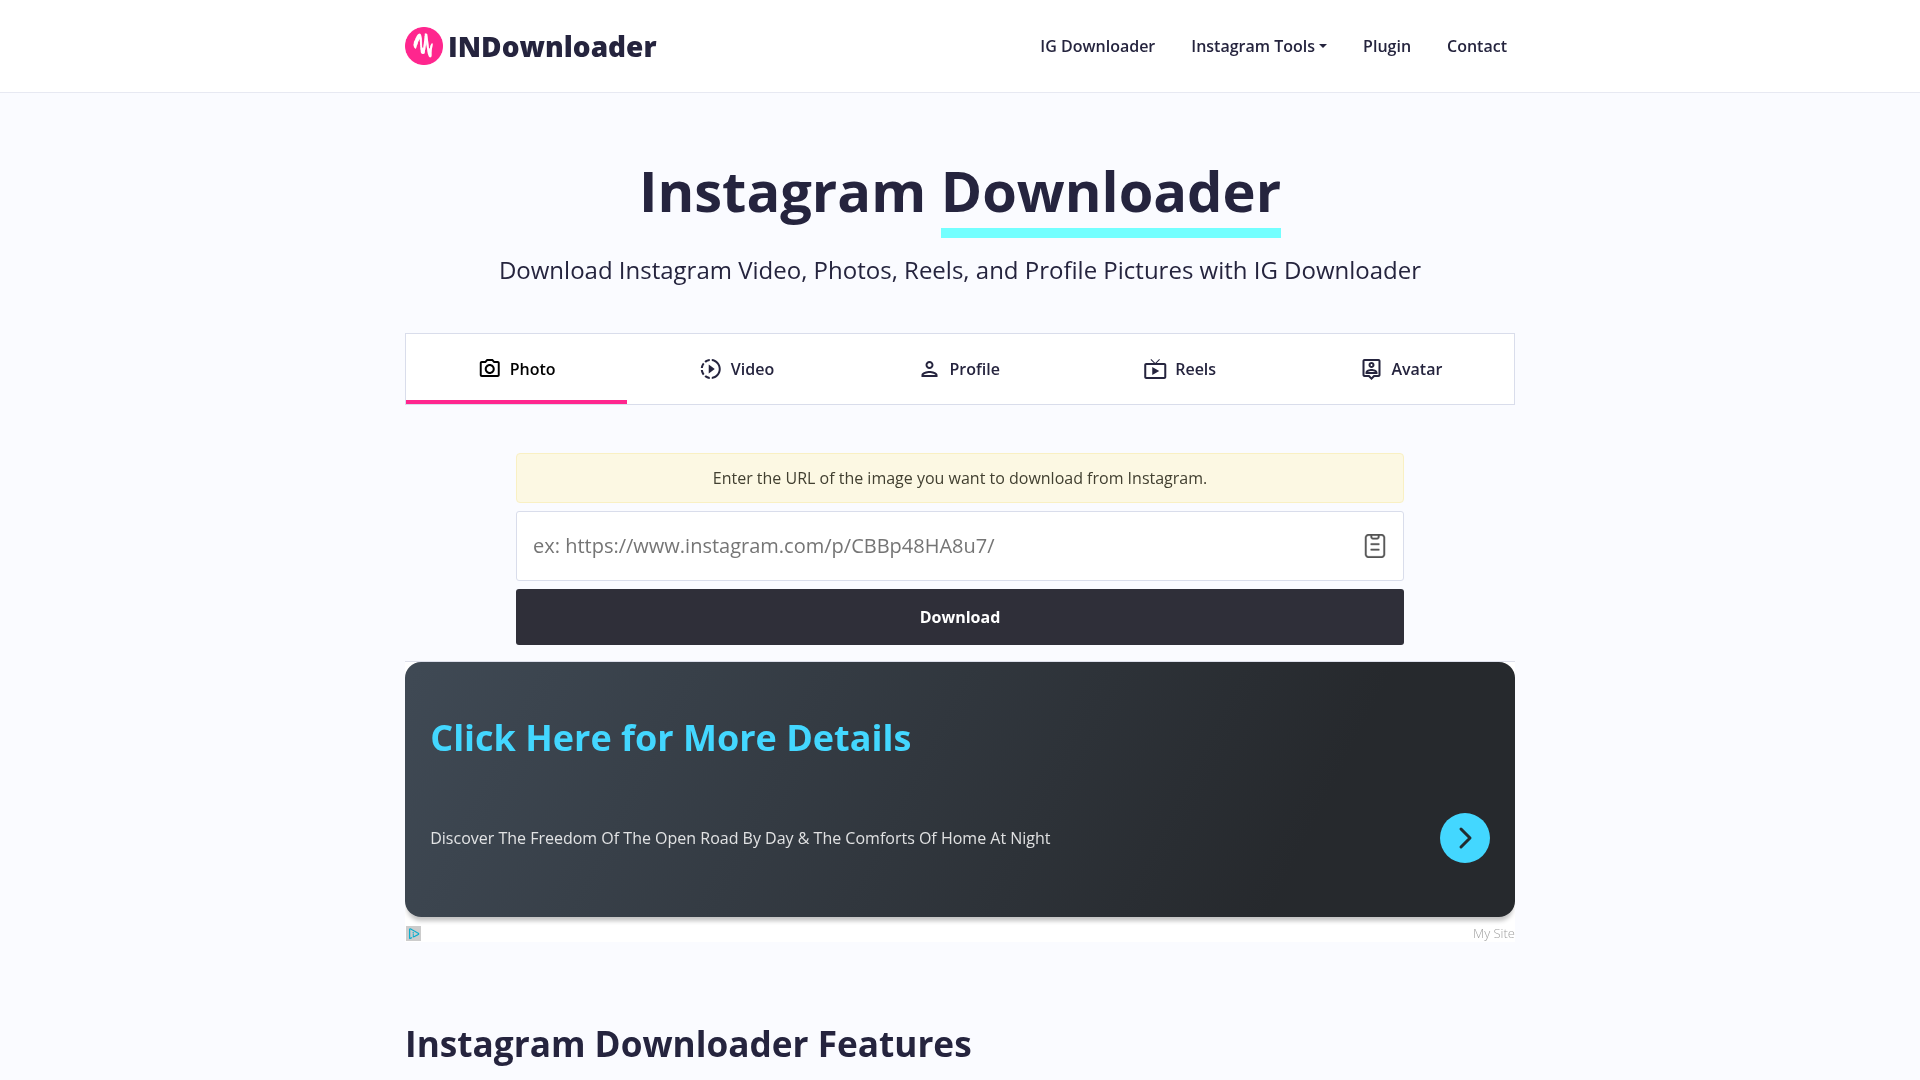 INDownloader
IG Downloader
Instagram Tools
Plugin
Contact
Instagram Downloader
Download Instagram Video, Photos, Reels, and Profile Pictures with IG Downloader
Photo
Video
Profile
Reels
Avatar
Enter the URL of the image you want to download from Instagram.
ex: https://www.instagram.com/p/CBBp48HA8u7/
Download
Click Here for More Details
Discover The Freedom Of The Open Road By Day & The Comforts Of Home At Night
My Site
Instagram Downloader Features